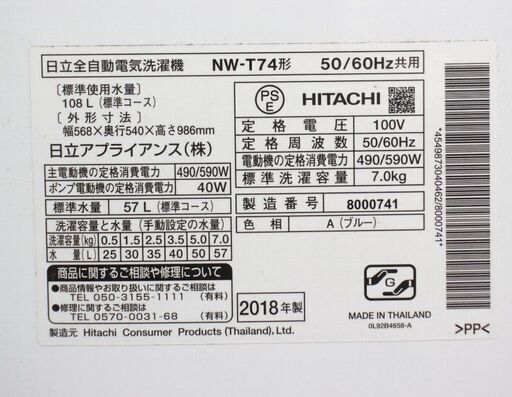 日立全自動電気洗濯機 NW-T74形 50/60Hz共用
［標準使用水量］
108 L（標準コース）
［外形寸法］
幅568×奥行540×高さ986mm
日立アプライアンス（株）
主電動機の定格消費電力 490/590W
ポンプ電動機の定格消費電力 40W
標準水量 57 L（標準コース）
洗濯容量と水量（手動設定の水量）
洗濯容量(kg) 0.5 1.5 2.5 3.5 5.0 7.0
水量(L) 25 30 35 40 50 57
商品に関するご相談や修理について
●商品情報やお取り扱いに関するご相談
TEL 050-3155-1111（有料）
●修理に関するご相談
TEL 0570-0031-68（有料）
製造元 Hitachi Consumer Products (Thailand), Ltd.
PS
E
HITACHI
定格電圧 100V
定格周波数 50/60Hz
電動機の定格消費電力 490/590W
標準洗濯容量 7.0kg
製造番号 8000741
色相 A（ブルー）
2018年製
G
MADE IN THAILAND
0L92B4658-A
*4549873040462/8000741*
>PP<